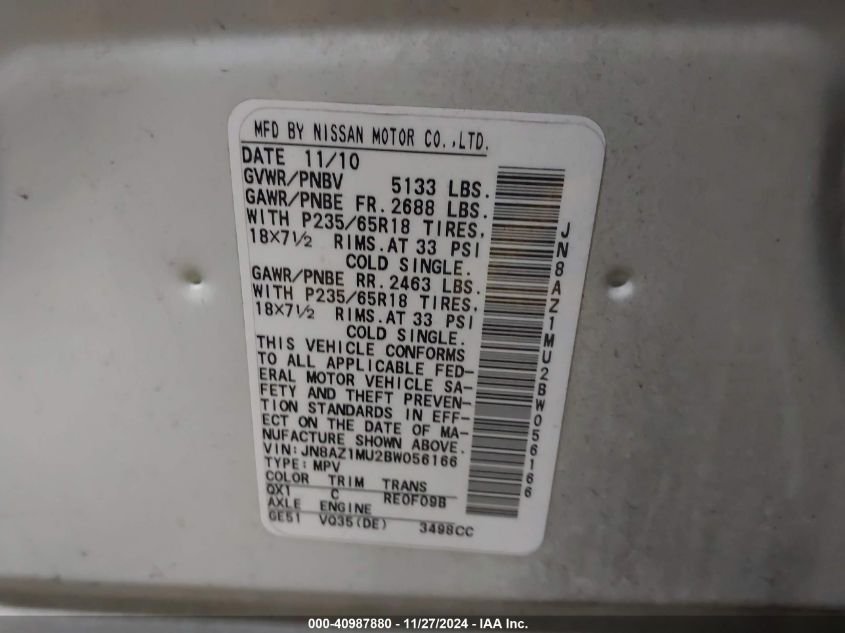 MFD BY NISSAN MOTOR CO.,LTD.
DATE 11/10
GVWR/PNBV 5133 LBS.
GAWR/PNBE FR. 2688 LBS.
WITH P235/65R18 TIRES,
18×7½ RIMS.AT 33 PSI
COLD SINGLE.
GAWR/PNBE RR. 2463 LBS.
WITH P235/65R18 TIRES,
18×7½ RIMS.AT 33 PSI
COLD SINGLE.
THIS VEHICLE CONFORMS
TO ALL APPLICABLE FED-
ERAL MOTOR VEHICLE SA-
FETY AND THEFT PREVEN-
TION STANDARDS IN EFF-
ECT ON THE DATE OF MA-
NUFACTURE SHOWN ABOVE.
VIN: JN8AZ1MU2BW056166
TYPE: MPV
COLOR TRIM TRANS
QX1 C RE0F09B
AXLE ENGINE
GE51 VQ35(DE) 3498CC
JN8AZ1MU2BW056166
000-40987880 - 11/27/2024 - IAA Inc.